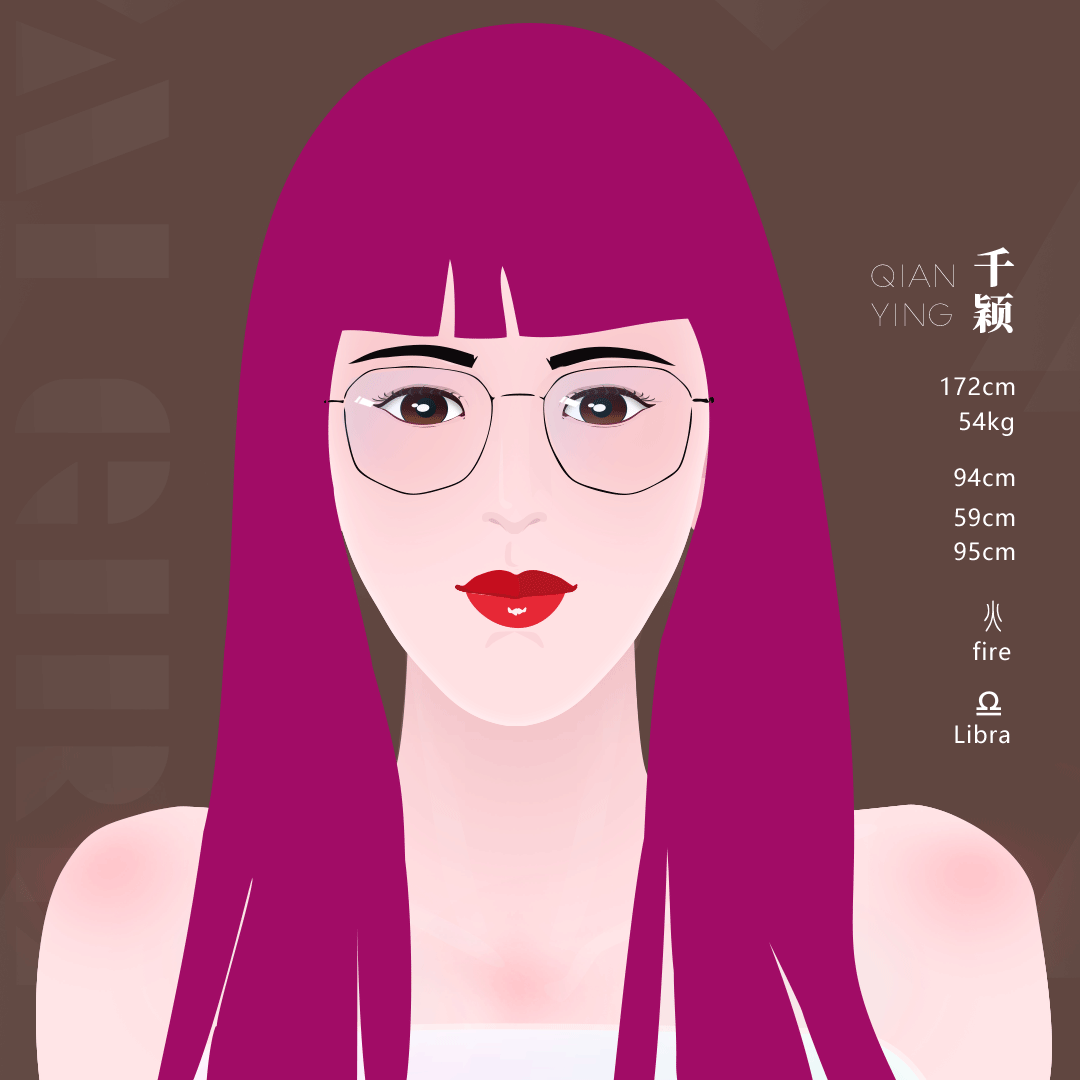 千颖
QIAN
YING
172cm
54kg
94cm
59cm
95cm
火
fire
♎
Libra